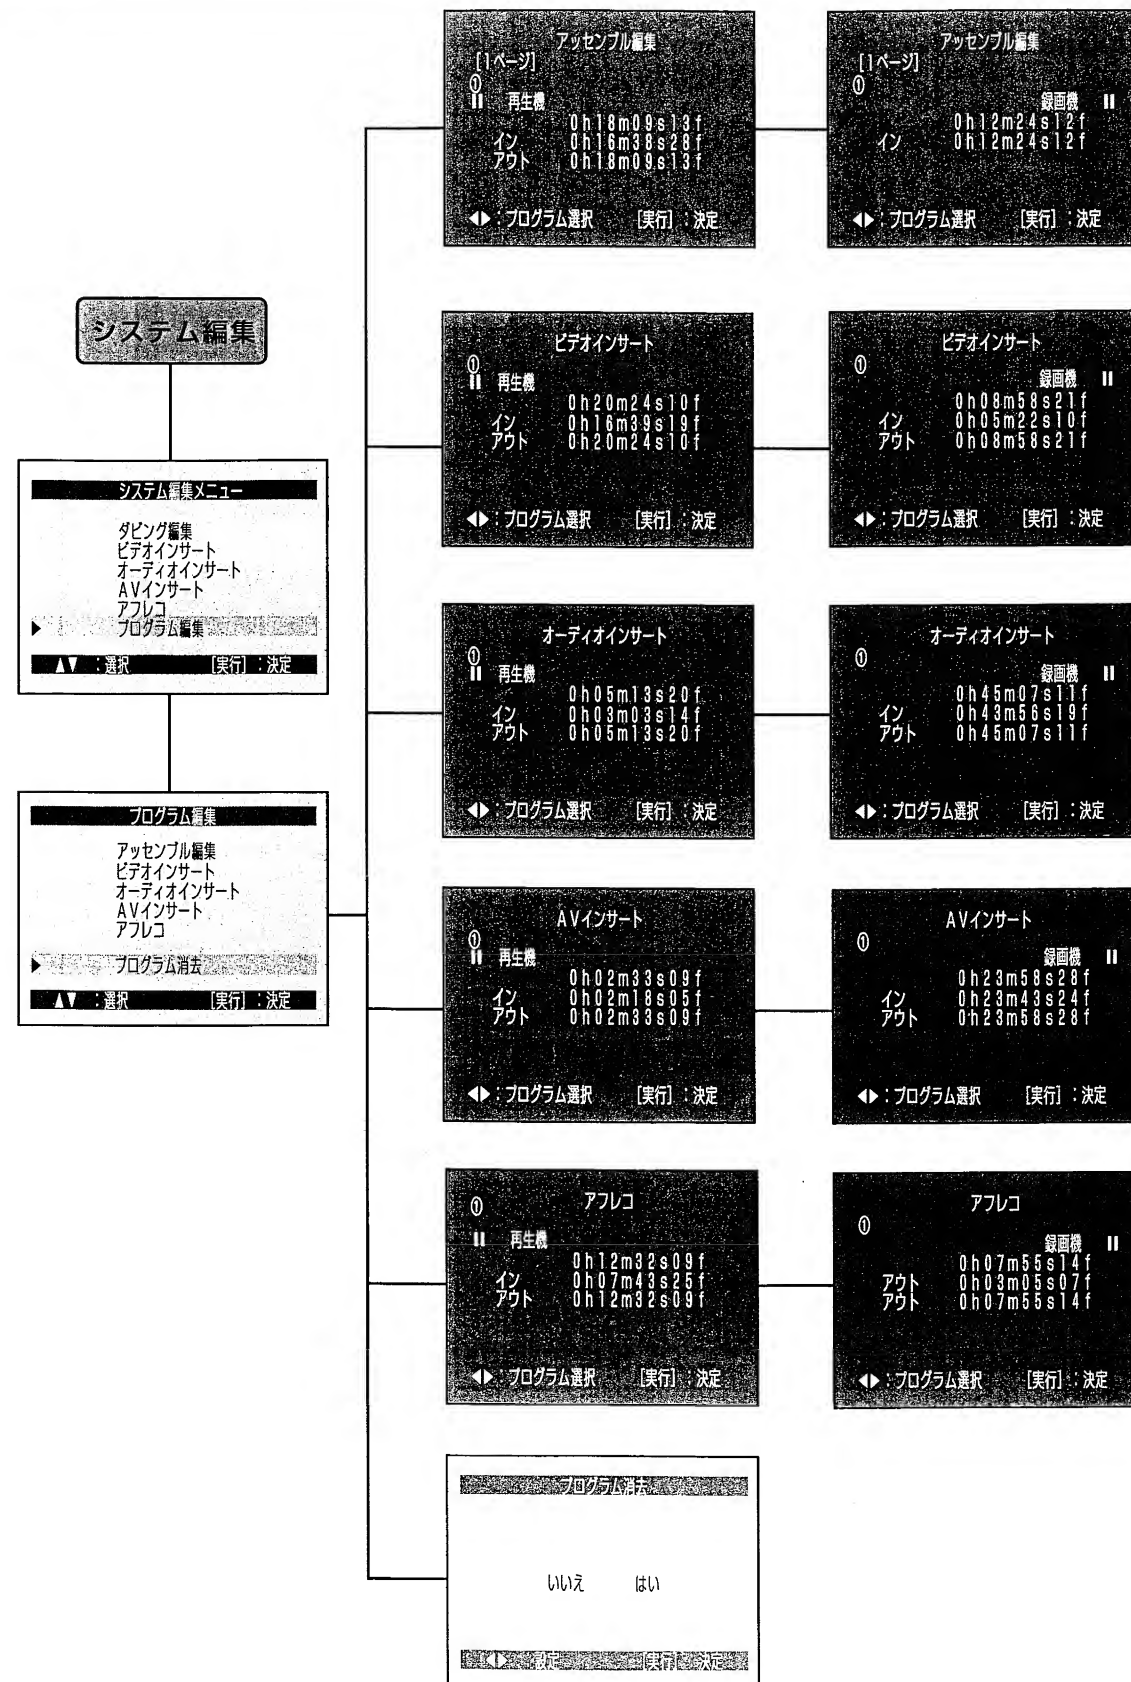 システム編集
システム編集メニュー
ダビング編集
ビデオインサート
オーディオインサート
AVインサート
アフレコ
▶ プログラム編集
▲▼ :選択 [実行] :決定
プログラム編集
アッセンブル編集
ビデオインサート
オーディオインサート
AVインサート
アフレコ
▶ プログラム消去
▲▼ :選択 [実行] :決定
アッセンブル編集
[1ページ]
①
再生機
0h18m09s13f
イン 0h16m38s28f
アウト 0h18m09s13f
◀▶:プログラム選択 [実行] :決定
アッセンブル編集
[1ページ]
①
録画機
0h12m24s12f
イン 0h12m24s12f
◀▶:プログラム選択 [実行] :決定
ビデオインサート
①
再生機
0h20m24s10f
イン 0h16m39s19f
アウト 0h20m24s10f
◀▶:プログラム選択 [実行] :決定
ビデオインサート
①
録画機
0h08m58s21f
イン 0h05m22s10f
アウト 0h08m58s21f
◀▶:プログラム選択 [実行] :決定
オーディオインサート
①
再生機
0h05m13s20f
イン 0h03m03s14f
アウト 0h05m13s20f
◀▶:プログラム選択 [実行] :決定
オーディオインサート
①
録画機
0h45m07s11f
イン 0h43m56s19f
アウト 0h45m07s11f
◀▶:プログラム選択 [実行] :決定
AVインサート
①
再生機
0h02m33s09f
イン 0h02m18s05f
アウト 0h02m33s09f
◀▶:プログラム選択 [実行] :決定
AVインサート
①
録画機
0h23m58s28f
イン 0h23m43s24f
アウト 0h23m58s28f
◀▶:プログラム選択 [実行] :決定
アフレコ
①
再生機
0h12m32s09f
イン 0h07m43s25f
アウト 0h12m32s09f
◀▶:プログラム選択 [実行] :決定
アフレコ
①
録画機
0h07m55s14f
アウト 0h03m05s07f
アウト 0h07m55s14f
◀▶:プログラム選択 [実行] :決定
プログラム消去
いいえ はい
◀▶ 設定 [実行] 決定